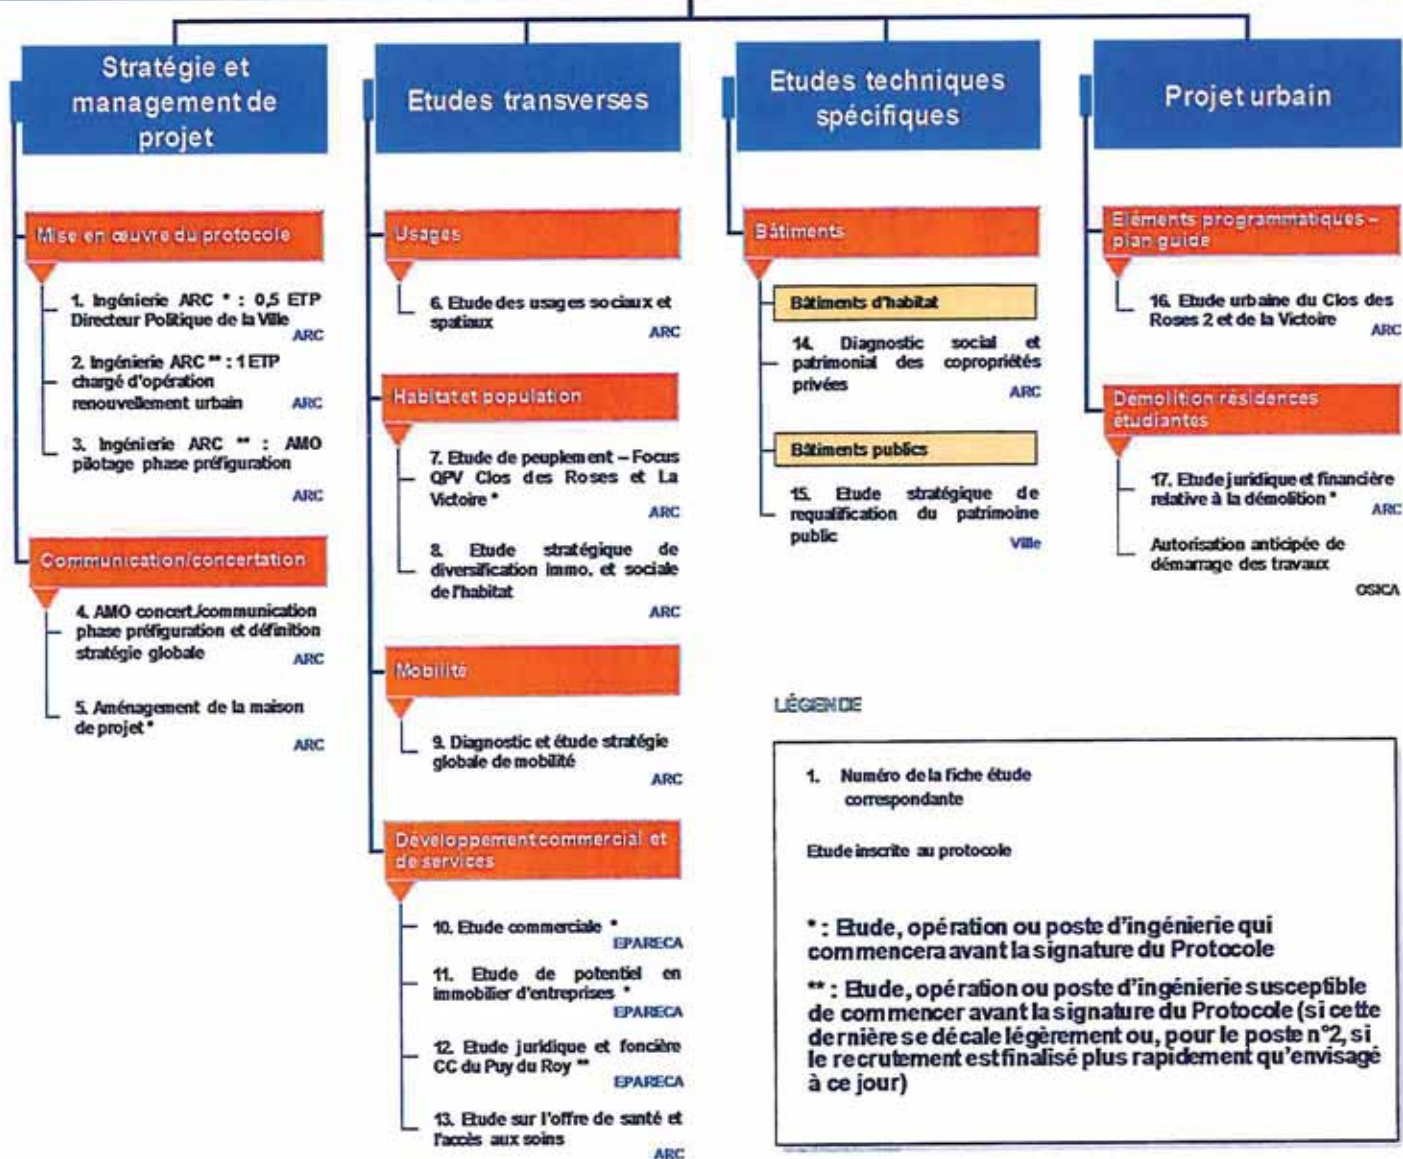 Stratégie et
management de
projet
Mise en œuvre du protocole
1. Ingénierie ARC * : 0,5 ETP
Directeur Politique de la Ville
ARC
2. Ingénierie ARC ** : 1 ETP
chargé d'opération
renouvellement urbain
ARC
3. Ingénierie ARC ** : AMO
pilotage phase préfiguration
ARC
Communication/concertation
4. AMO concert./communication
phase préfiguration et définition
stratégie globale
ARC
5. Aménagement de la maison
de projet *
ARC
Etudes transverses
Usages
6. Etude des usages sociaux et
spatiaux
ARC
Habitat et population
7. Etude de peuplement – Focus
QPV Clos des Roses et La
Victoire *
ARC
8. Etude stratégique de
diversification immo. et sociale
de l'habitat
ARC
Mobilité
9. Diagnostic et étude stratégie
globale de mobilité
ARC
Développement commercial et
de services
10. Etude commerciale *
EPARECA
11. Etude de potentiel en
immobilier d'entreprises *
EPARECA
12. Etude juridique et foncière
CC du Puy du Roy **
EPARECA
13. Etude sur l'offre de santé et
l'accès aux soins
ARC
Etudes techniques
spécifiques
Bâtiments
Bâtiments d'habitat
14. Diagnostic social et
patrimonial des copropriétés
privées
ARC
Bâtiments publics
15. Etude stratégique de
requalification du patrimoine
public
Ville
Projet urbain
Eléments programmatiques –
plan guide
16. Etude urbaine du Clos des
Roses 2 et de la Victoire
ARC
Démolition résidences
étudiantes
17. Etude juridique et financière
relative à la démolition *
ARC
Autorisation anticipée de
démarrage des travaux
OSICA
LÉGENDE
1. Numéro de la fiche étude
correspondante
Etude inscrite au protocole
* : Etude, opération ou poste d'ingénierie qui
commencera avant la signature du Protocole
** : Etude, opération ou poste d'ingénierie susceptible
de commencer avant la signature du Protocole (si cette
dernière se décale légèrement ou, pour le poste n°2, si
le recrutement est finalisé plus rapidement qu'envisagé
à ce jour)